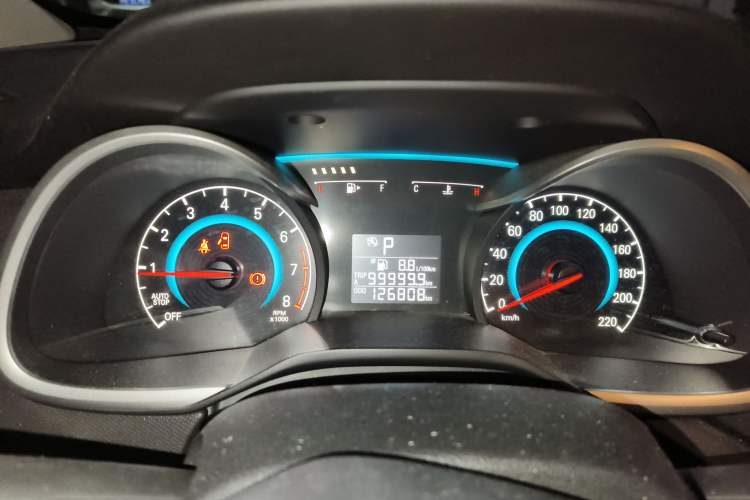 1 2 3 4 5 6 7 8
AUTO
STOP
OFF
RPM
x1000
F
C H
P
8.8 l/100km
TRIP A 9999.9 km
ODO 126808 km
0 20 40 60 80 100 120 140 160 180 200 220
km/h